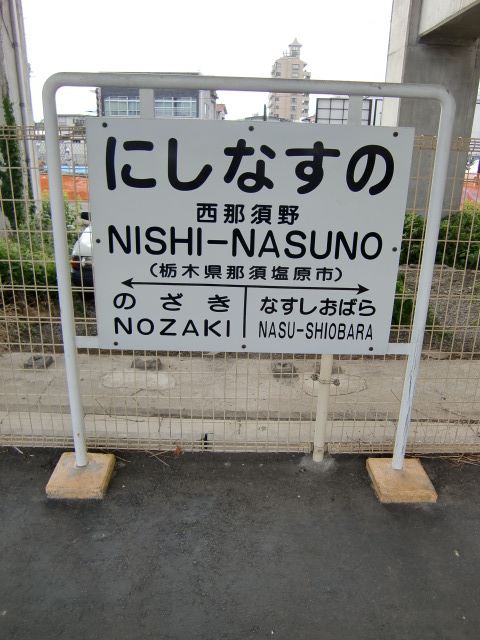 にしなすの
西那須野
NISHI-NASUNO
(栃木県那須塩原市)
のざき なすしおばら
NOZAKI NASU-SHIOBARA